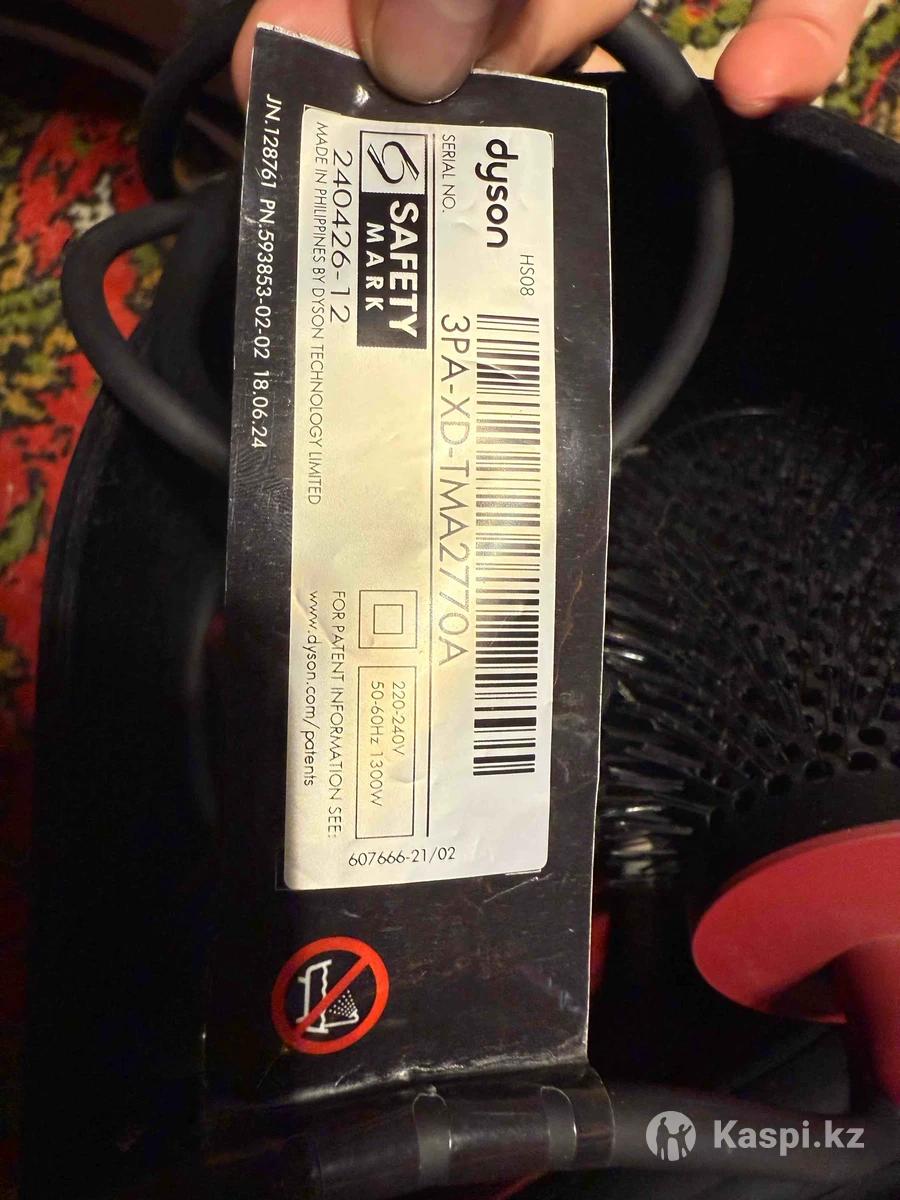 dyson
HS08
SERIAL NO.
3PA-XD-TMA2770A
SAFETY
MARK
240426-12
MADE IN PHILIPPINES BY DYSON TECHNOLOGY LIMITED
220-240V
50-60Hz 1300W
FOR PATENT INFORMATION SEE:
www.dyson.com/patents
607666-21/02
JN.128761 PN.593853-02-02 18.06.24
Kaspi.kz